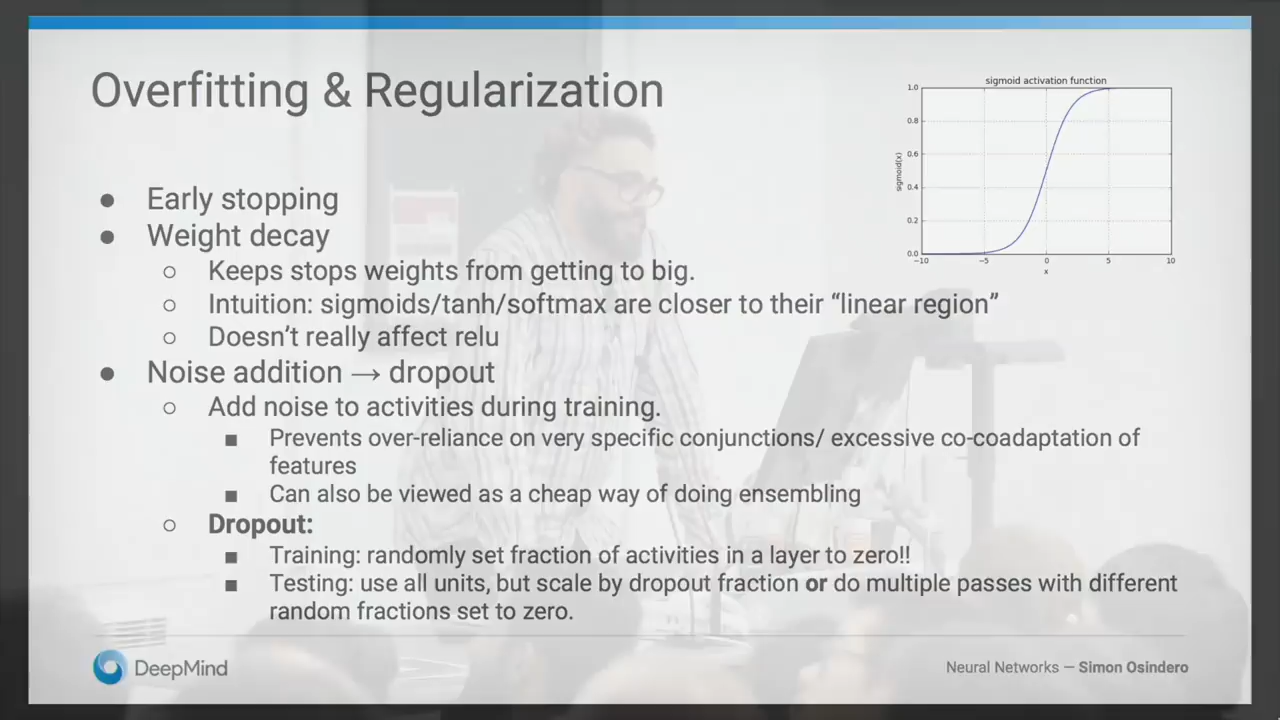 Overfitting & Regularization
sigmoid activation function
1.0
0.8
0.6
0.4
0.2
0.0
sigmoid(x)
−10
−5
0
5
10
x
● Early stopping
● Weight decay
○ Keeps stops weights from getting to big.
○ Intuition: sigmoids/tanh/softmax are closer to their “linear region”
○ Doesn’t really affect relu
● Noise addition → dropout
○ Add noise to activities during training.
■ Prevents over-reliance on very specific conjunctions/ excessive co-coadaptation of
features
■ Can also be viewed as a cheap way of doing ensembling
○ Dropout:
■ Training: randomly set fraction of activities in a layer to zero!!
■ Testing: use all units, but scale by dropout fraction or do multiple passes with different
random fractions set to zero.
DeepMind
Neural Networks — Simon Osindero